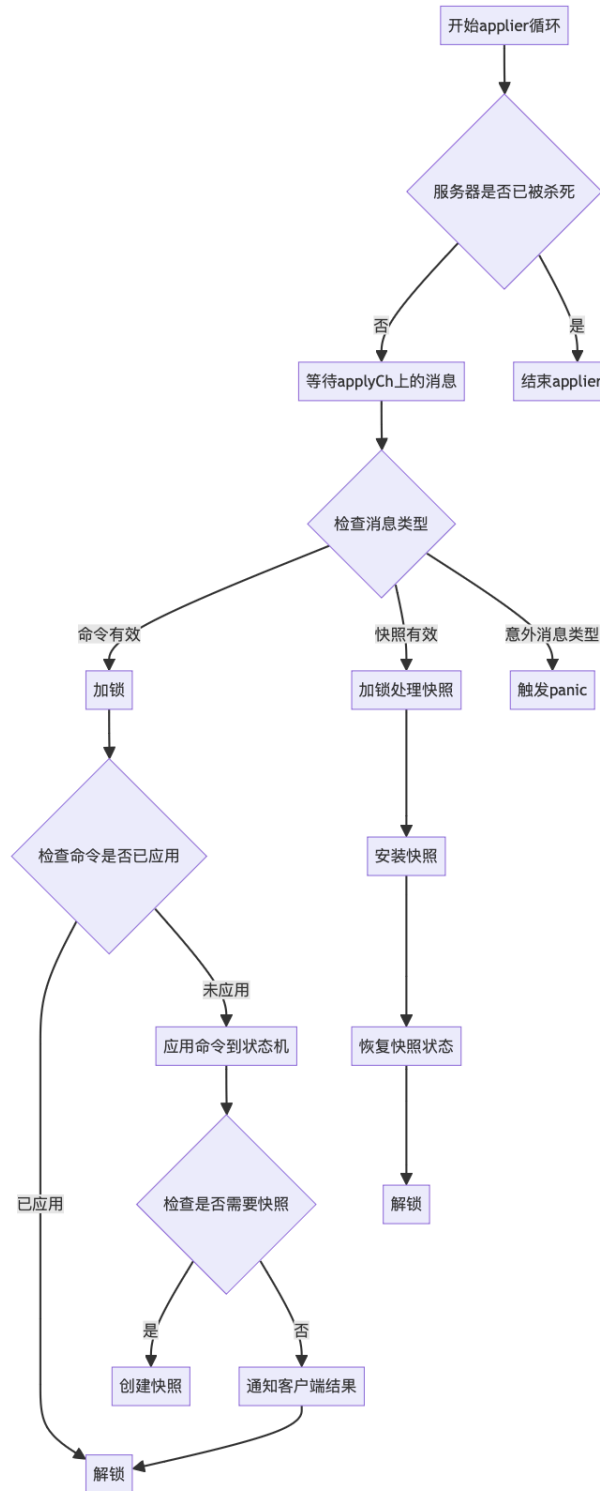 开始applier循环
服务器是否已被杀死
否
是
等待applyCh上的消息
结束applier
检查消息类型
命令有效
快照有效
意外消息类型
加锁
加锁处理快照
触发panic
检查命令是否已应用
安装快照
未应用
应用命令到状态机
恢复快照状态
已应用
检查是否需要快照
解锁
是
否
创建快照
通知客户端结果
解锁